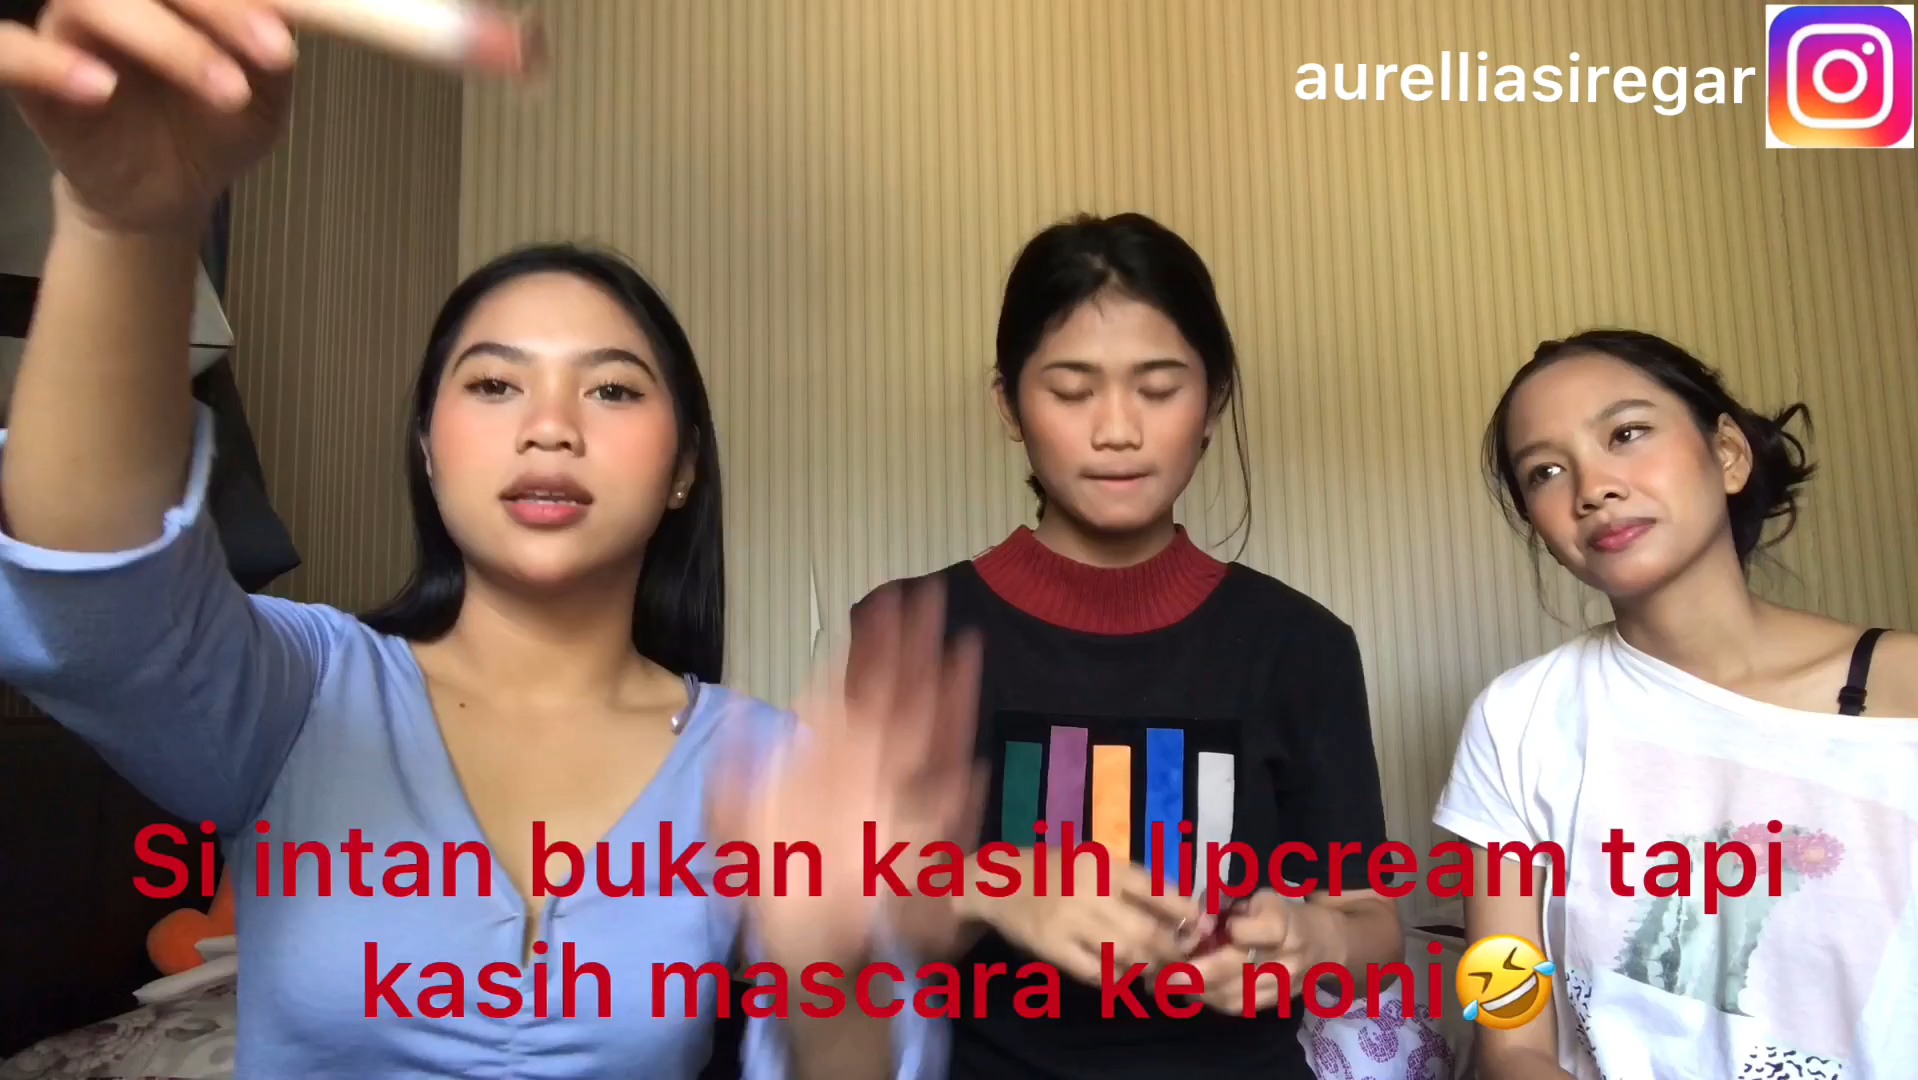 aurelliasiregar
Si intan bukan kasih lipcream tapi
kasih mascara ke noni🤣